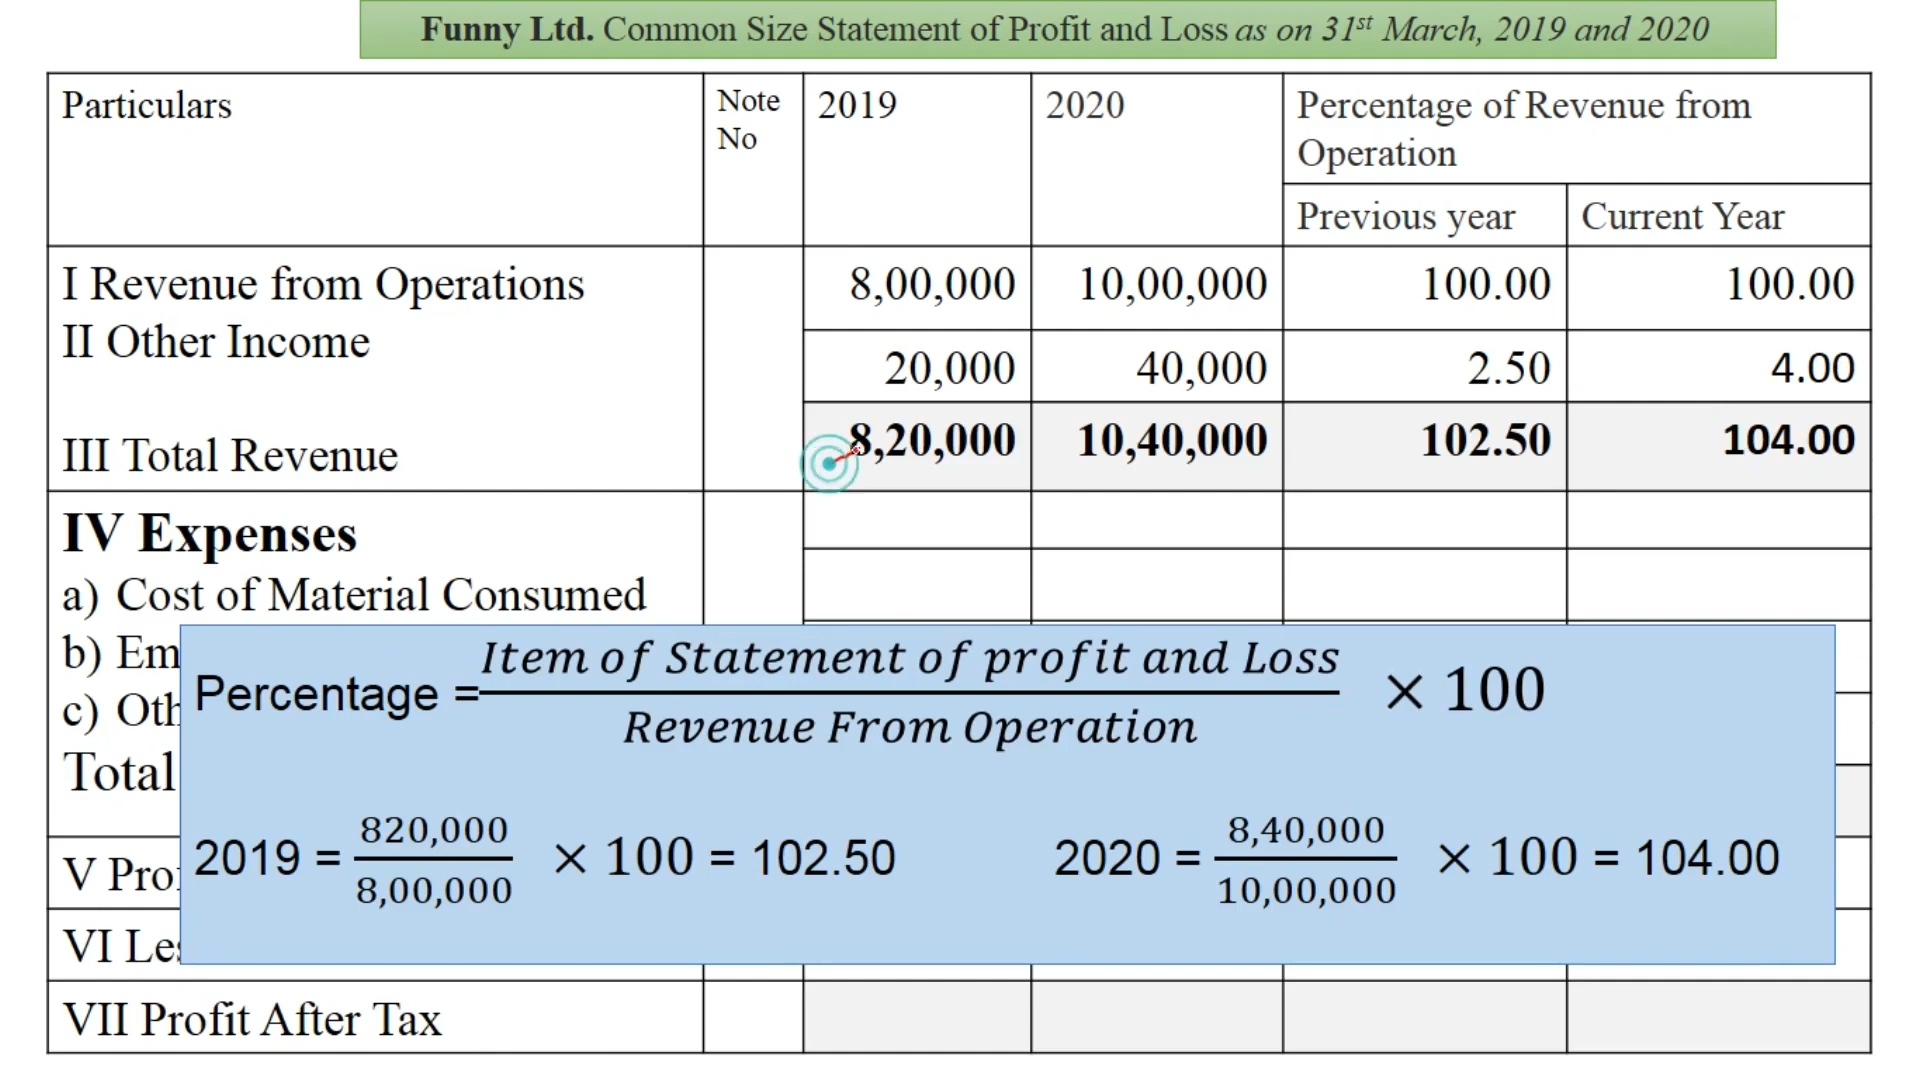 Funny Ltd. Common Size Statement of Profit and Loss as on 31st March, 2019 and 2020
Particulars
Note
No
2019
2020
Percentage of Revenue from
Operation
Previous year
Current Year
I Revenue from Operations
8,00,000
10,00,000
100.00
100.00
II Other Income
20,000
40,000
2.50
4.00
III Total Revenue
8,20,000
10,40,000
102.50
104.00
IV Expenses
a) Cost of Material Consumed
b) Em
c) Oth
Total
Percentage = Item of Statement of profit and Loss / Revenue From Operation × 100
2019 = 820,000 / 8,00,000 × 100 = 102.50
2020 = 8,40,000 / 10,00,000 × 100 = 104.00
V Pro
VI Les
VII Profit After Tax